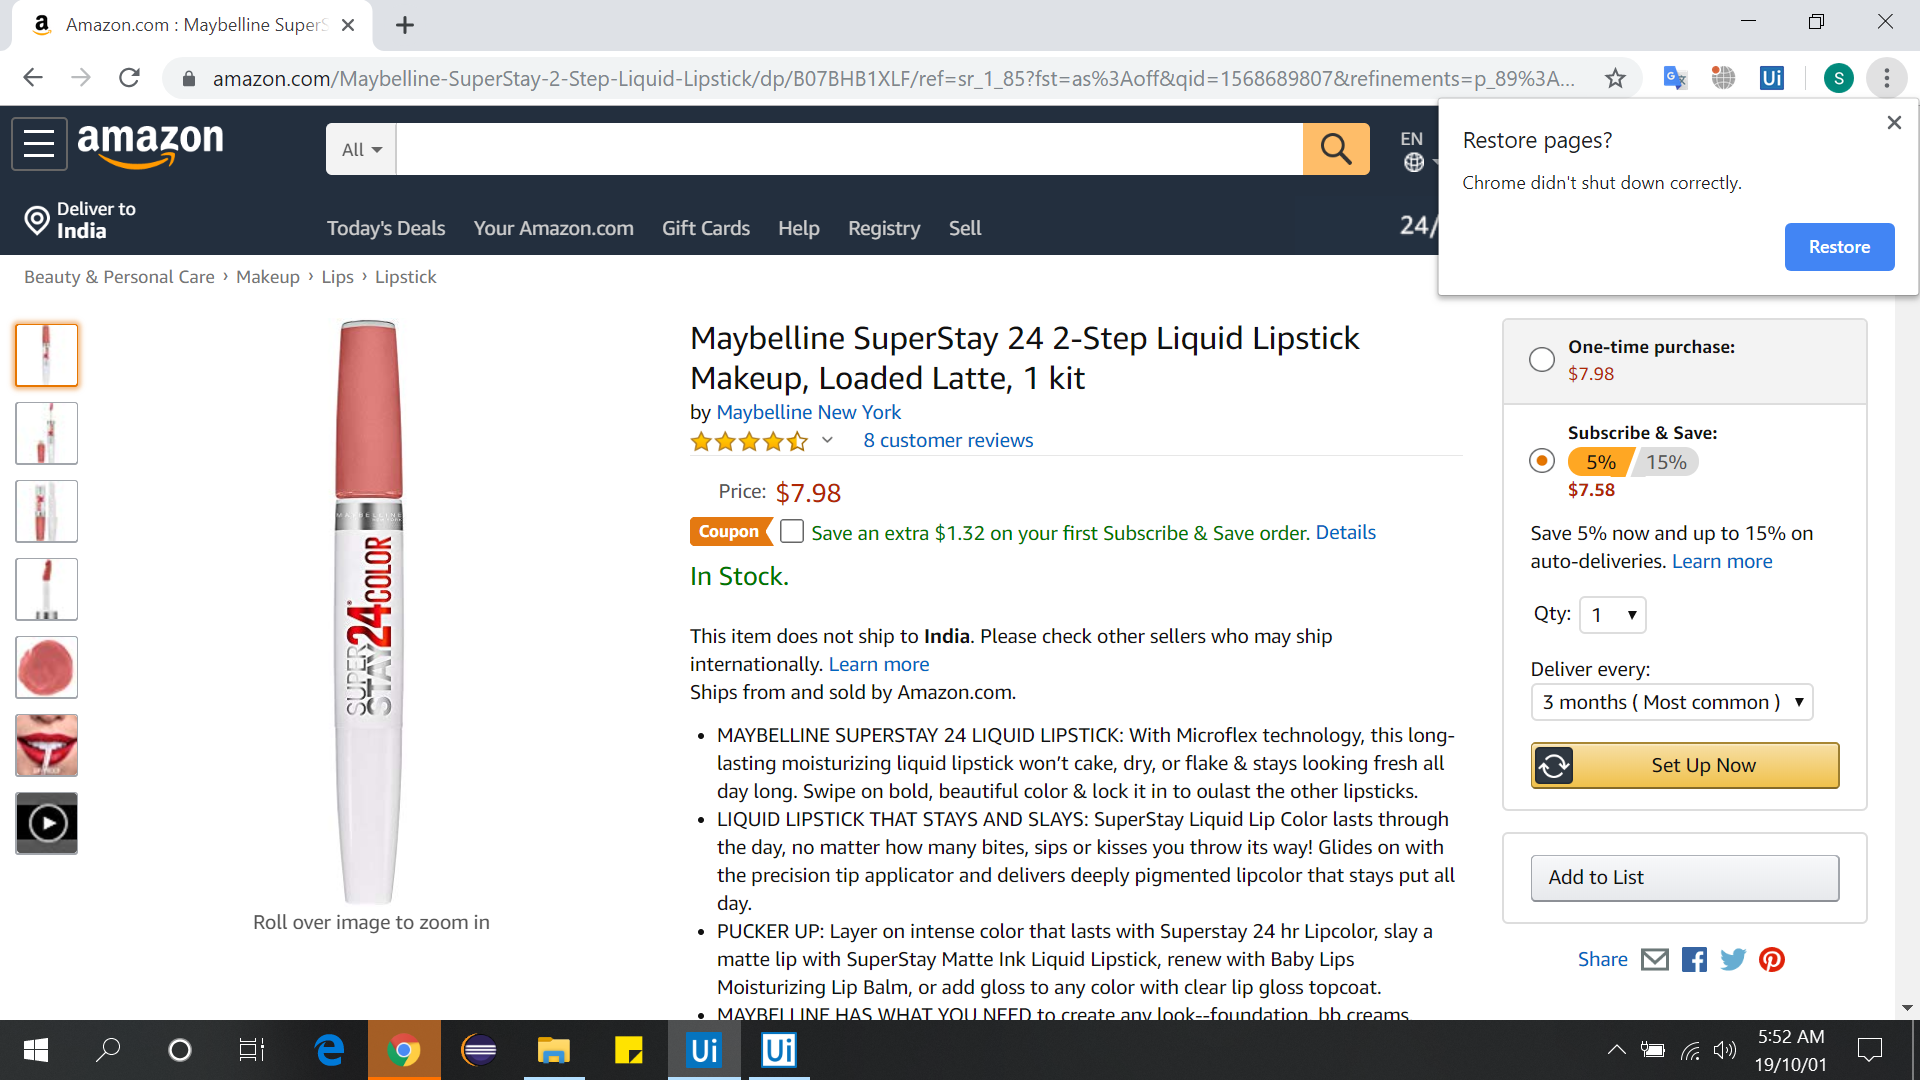 Amazon.com : Maybelline SuperS
amazon.com/Maybelline-SuperStay-2-Step-Liquid-Lipstick/dp/B07BHB1XLF/ref=sr_1_85?fst=as%3Aoff&qid=1568689807&refinements=p_89%3A...
S
Restore pages?
Chrome didn't shut down correctly.
Restore
amazon
All
EN
Deliver to
India
Today's Deals
Your Amazon.com
Gift Cards
Help
Registry
Sell
24/
Beauty & Personal Care › Makeup › Lips › Lipstick
MAYBELLINE
SUPER
STAY
24
COLOR
Roll over image to zoom in
Maybelline SuperStay 24 2-Step Liquid Lipstick
Makeup, Loaded Latte, 1 kit
by Maybelline New York
8 customer reviews
Price: $7.98
Coupon Save an extra $1.32 on your first Subscribe & Save order. Details
In Stock.
This item does not ship to India. Please check other sellers who may ship
internationally. Learn more
Ships from and sold by Amazon.com.
• MAYBELLINE SUPERSTAY 24 LIQUID LIPSTICK: With Microflex technology, this long-
lasting moisturizing liquid lipstick won’t cake, dry, or flake & stays looking fresh all
day long. Swipe on bold, beautiful color & lock it in to oulast the other lipsticks.
• LIQUID LIPSTICK THAT STAYS AND SLAYS: SuperStay Liquid Lip Color lasts through
the day, no matter how many bites, sips or kisses you throw its way! Glides on with
the precision tip applicator and delivers deeply pigmented lipcolor that stays put all
day.
• PUCKER UP: Layer on intense color that lasts with Superstay 24 hr Lipcolor, slay a
matte lip with SuperStay Matte Ink Liquid Lipstick, renew with Baby Lips
Moisturizing Lip Balm, or add gloss to any color with clear lip gloss topcoat.
• MAYBELLINE HAS WHAT YOU NEED to create any look--foundation, bb creams
One-time purchase:
$7.98
Subscribe & Save:
5% 15%
$7.58
Save 5% now and up to 15% on
auto-deliveries. Learn more
Qty: 1
Deliver every:
3 months ( Most common )
Set Up Now
Add to List
Share
Ui
Ui
Ui
5:52 AM
19/10/01